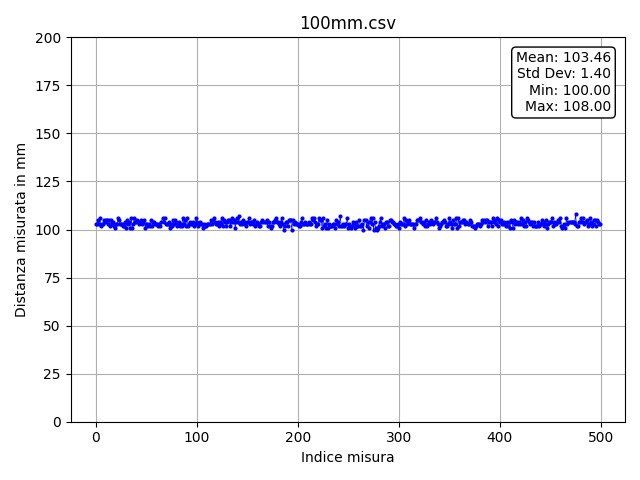 100mm.csv
Mean: 103.46
Std Dev: 1.40
Min: 100.00
Max: 108.00
Distanza misurata in mm
200
175
150
125
100
75
50
25
0
0 100 200 300 400 500
Indice misura